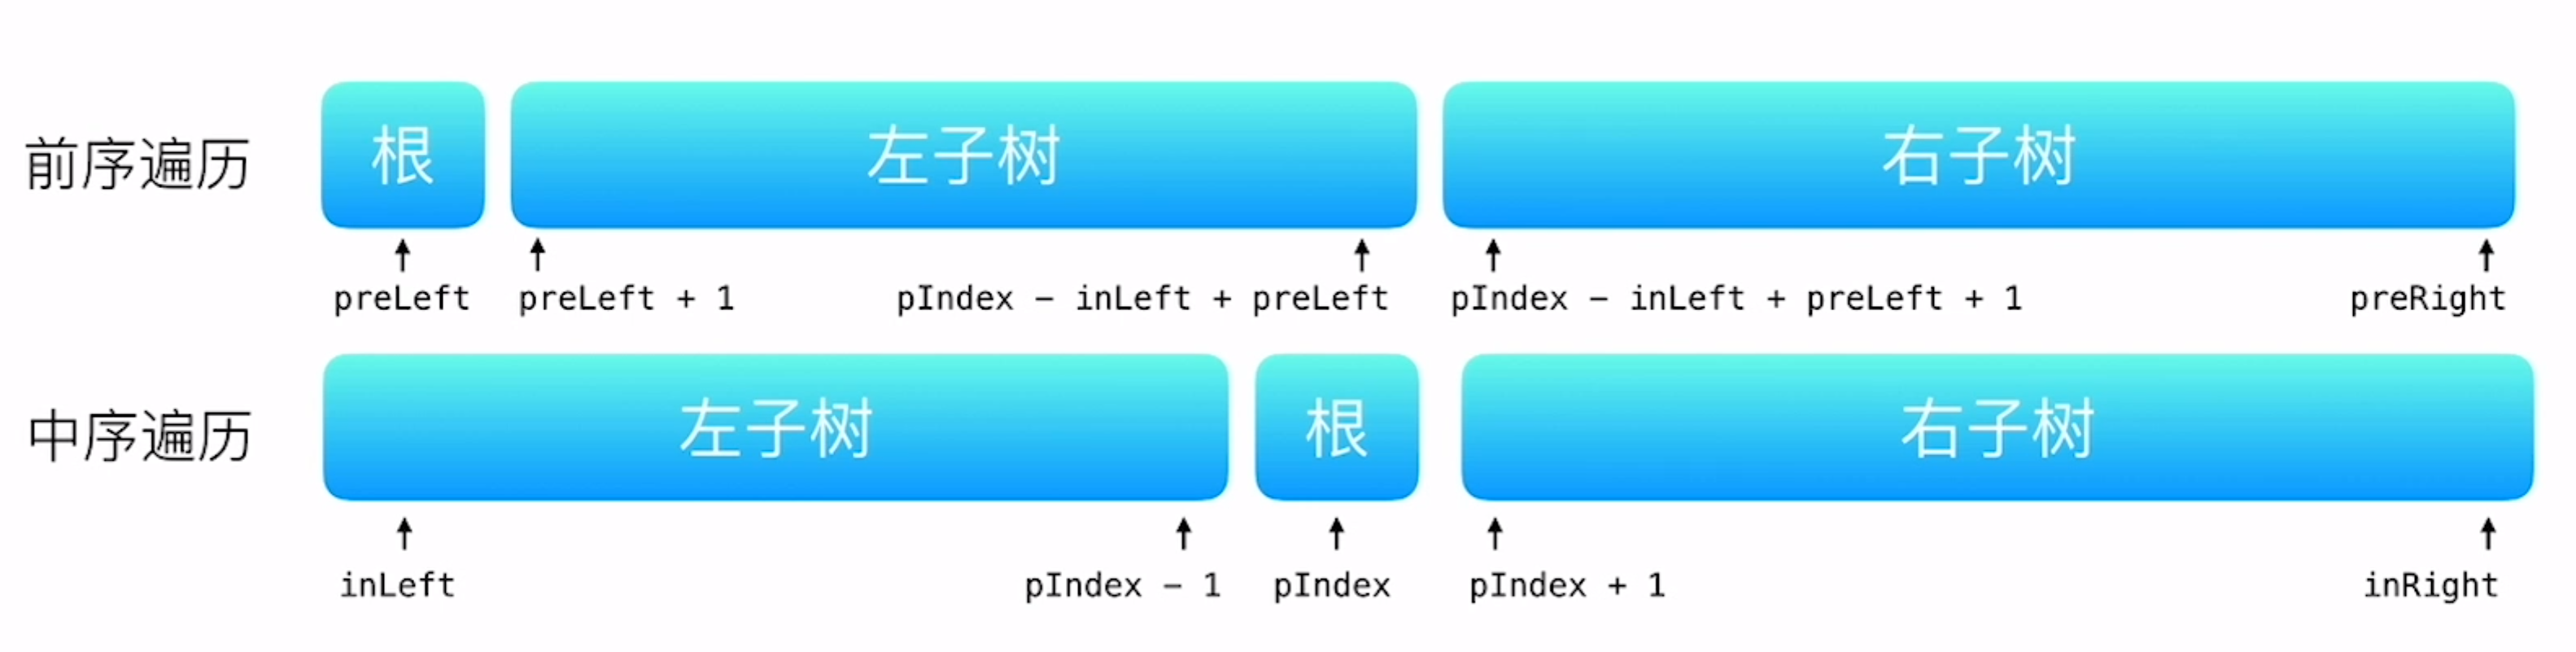 前序遍历 根 左子树 右子树
preLeft preLeft + 1 pIndex − inLeft + preLeft pIndex − inLeft + preLeft + 1 preRight
中序遍历 左子树 根 右子树
inLeft pIndex − 1 pIndex pIndex + 1 inRight